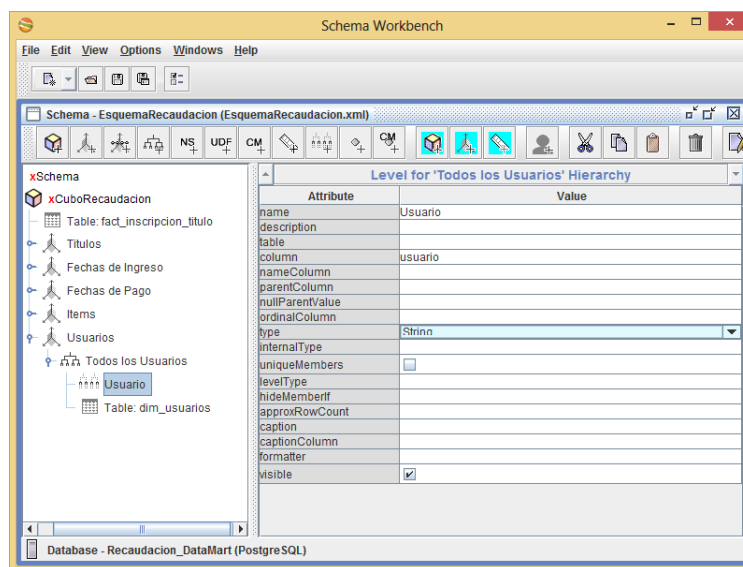 Schema Workbench
File Edit View Options Windows Help
Schema - EsquemaRecaudacion (EsquemaRecaudacion.xml)
NS UDF CM CM
xSchema
xCuboRecaudacion
Table: fact_inscripcion_titulo
Titulos
Fechas de Ingreso
Fechas de Pago
Items
Usuarios
Todos los Usuarios
Usuario
Table: dim_usuarios
Level for 'Todos los Usuarios' Hierarchy
Attribute Value
name Usuario
description
table
column usuario
nameColumn
parentColumn
nullParentValue
ordinalColumn
type String
internalType
uniqueMembers
levelType
hideMemberIf
approxRowCount
caption
captionColumn
formatter
visible
Database - Recaudacion_DataMart (PostgreSQL)